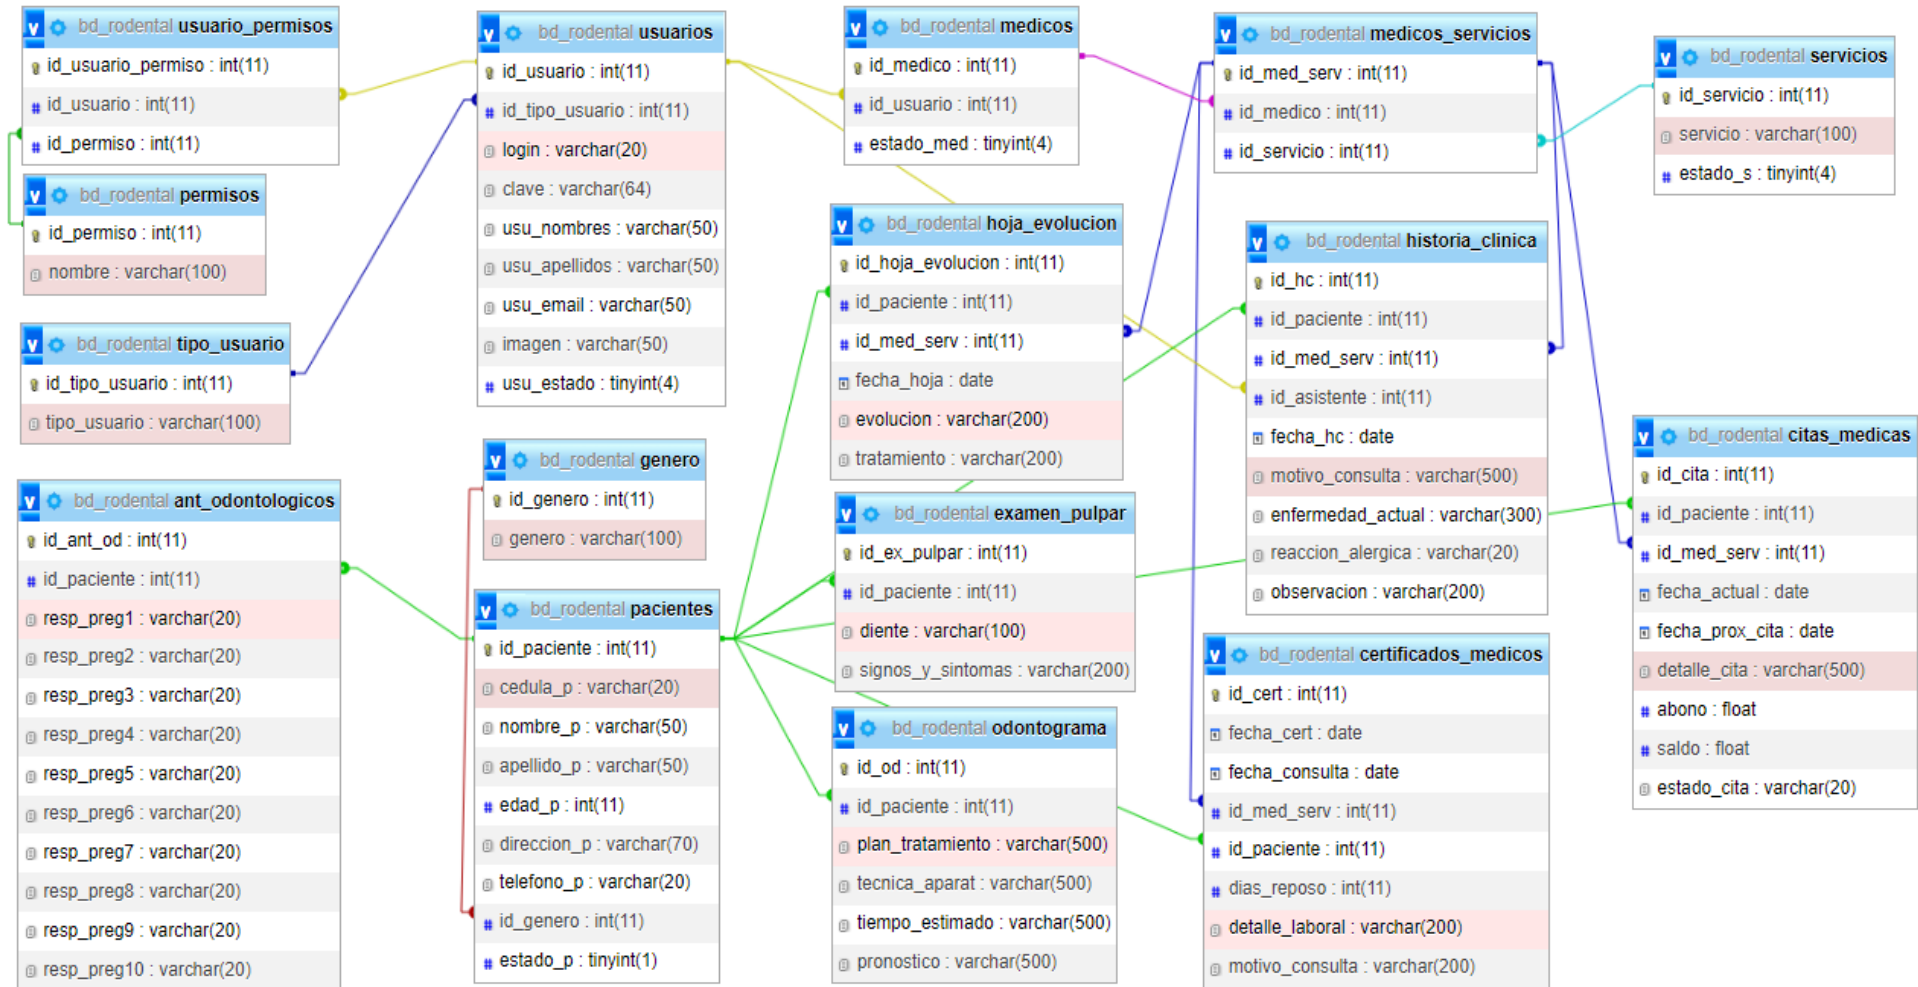 bd_rodental usuario_permisos
id_usuario_permiso : int(11)
id_usuario : int(11)
id_permiso : int(11)
bd_rodental permisos
id_permiso : int(11)
nombre : varchar(100)
bd_rodental tipo_usuario
id_tipo_usuario : int(11)
tipo_usuario : varchar(100)
bd_rodental ant_odontologicos
id_ant_od : int(11)
id_paciente : int(11)
resp_preg1 : varchar(20)
resp_preg2 : varchar(20)
resp_preg3 : varchar(20)
resp_preg4 : varchar(20)
resp_preg5 : varchar(20)
resp_preg6 : varchar(20)
resp_preg7 : varchar(20)
resp_preg8 : varchar(20)
resp_preg9 : varchar(20)
resp_preg10 : varchar(20)
bd_rodental usuarios
id_usuario : int(11)
id_tipo_usuario : int(11)
login : varchar(20)
clave : varchar(64)
usu_nombres : varchar(50)
usu_apellidos : varchar(50)
usu_email : varchar(50)
imagen : varchar(50)
usu_estado : tinyint(4)
bd_rodental genero
id_genero : int(11)
genero : varchar(100)
bd_rodental pacientes
id_paciente : int(11)
cedula_p : varchar(20)
nombre_p : varchar(50)
apellido_p : varchar(50)
edad_p : int(11)
direccion_p : varchar(70)
telefono_p : varchar(20)
id_genero : int(11)
estado_p : tinyint(1)
bd_rodental medicos
id_medico : int(11)
id_usuario : int(11)
estado_med : tinyint(4)
bd_rodental hoja_evolucion
id_hoja_evolucion : int(11)
id_paciente : int(11)
id_med_serv : int(11)
fecha_hoja : date
evolucion : varchar(200)
tratamiento : varchar(200)
bd_rodental examen_pulpar
id_ex_pulpar : int(11)
id_paciente : int(11)
diente : varchar(100)
signos_y_sintomas : varchar(200)
bd_rodental odontograma
id_od : int(11)
id_paciente : int(11)
plan_tratamiento : varchar(500)
tecnica_aparat : varchar(500)
tiempo_estimado : varchar(500)
pronostico : varchar(500)
bd_rodental medicos_servicios
id_med_serv : int(11)
id_medico : int(11)
id_servicio : int(11)
bd_rodental historia_clinica
id_hc : int(11)
id_paciente : int(11)
id_med_serv : int(11)
id_asistente : int(11)
fecha_hc : date
motivo_consulta : varchar(500)
enfermedad_actual : varchar(300)
reaccion_alergica : varchar(20)
observacion : varchar(200)
bd_rodental certificados_medicos
id_cert : int(11)
fecha_cert : date
fecha_consulta : date
id_med_serv : int(11)
id_paciente : int(11)
dias_reposo : int(11)
detalle_laboral : varchar(200)
motivo_consulta : varchar(200)
bd_rodental servicios
id_servicio : int(11)
servicio : varchar(100)
estado_s : tinyint(4)
bd_rodental citas_medicas
id_cita : int(11)
id_paciente : int(11)
id_med_serv : int(11)
fecha_actual : date
fecha_prox_cita : date
detalle_cita : varchar(500)
abono : float
saldo : float
estado_cita : varchar(20)